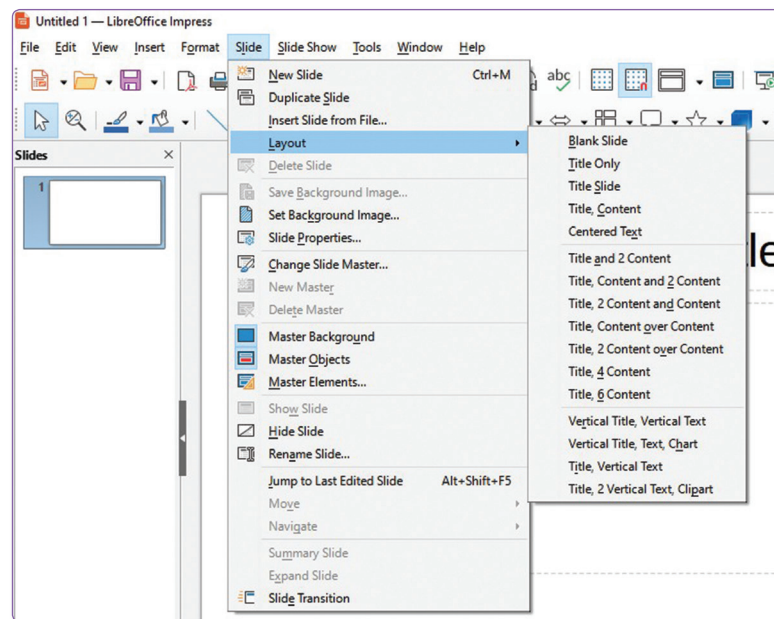 Untitled 1 — LibreOffice Impress
File Edit View Insert Format Slide Slide Show Tools Window Help
abç
Slides
1
New Slide Ctrl+M
Duplicate Slide
Insert Slide from File...
Layout
Delete Slide
Save Background Image...
Set Background Image...
Slide Properties...
Change Slide Master...
New Master
Delete Master
Master Background
Master Objects
Master Elements...
Show Slide
Hide Slide
Rename Slide...
Jump to Last Edited Slide Alt+Shift+F5
Move
Navigate
Summary Slide
Expand Slide
Slide Transition
Blank Slide
Title Only
Title Slide
Title, Content
Centered Text
Title and 2 Content
Title, Content and 2 Content
Title, 2 Content and Content
Title, Content over Content
Title, 2 Content over Content
Title, 4 Content
Title, 6 Content
Vertical Title, Vertical Text
Vertical Title, Text, Chart
Title, Vertical Text
Title, 2 Vertical Text, Clipart